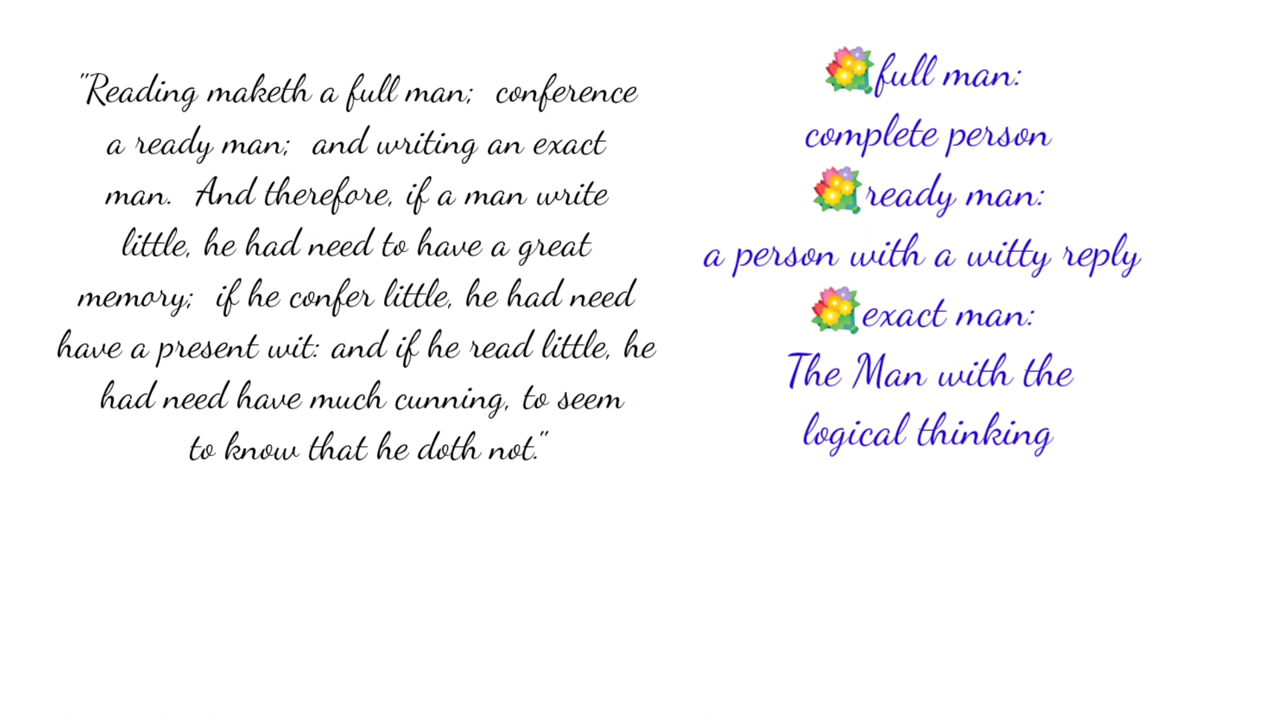 "Reading maketh a full man; conference
a ready man; and writing an exact
man. And therefore, if a man write
little, he had need to have a great
memory; if he confer little, he had need
have a present wit: and if he read little, he
had need have much cunning, to seem
to know that he doth not."
💐full man:
complete person
💐ready man:
a person with a witty reply
💐exact man:
The Man with the
logical thinking